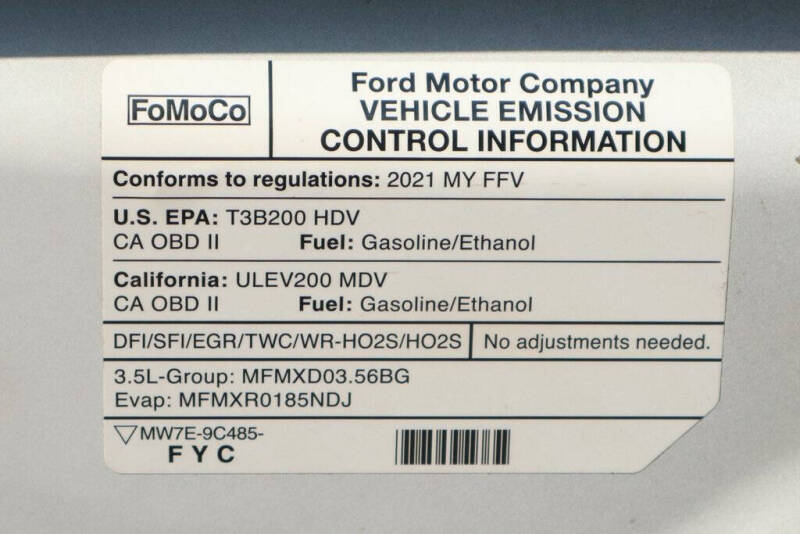 FoMoCo
Ford Motor Company
VEHICLE EMISSION
CONTROL INFORMATION
Conforms to regulations: 2021 MY FFV
U.S. EPA: T3B200 HDV
CA OBD II Fuel: Gasoline/Ethanol
California: ULEV200 MDV
CA OBD II Fuel: Gasoline/Ethanol
DFI/SFI/EGR/TWC/WR-HO2S/HO2S No adjustments needed.
3.5L-Group: MFMXD03.56BG
Evap: MFMXR0185NDJ
MW7E-9C485-
F Y C